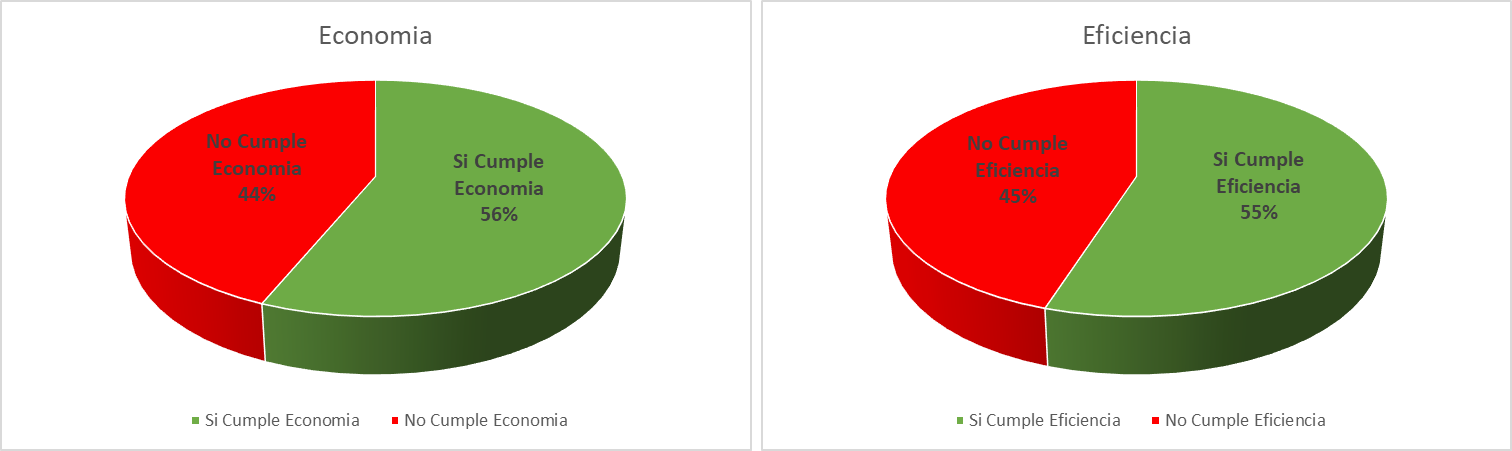 Economia
No Cumple
Economia
44%
Si Cumple
Economia
56%
Si Cumple Economia
No Cumple Economia
Eficiencia
No Cumple
Eficiencia
45%
Si Cumple
Eficiencia
55%
Si Cumple Eficiencia
No Cumple Eficiencia